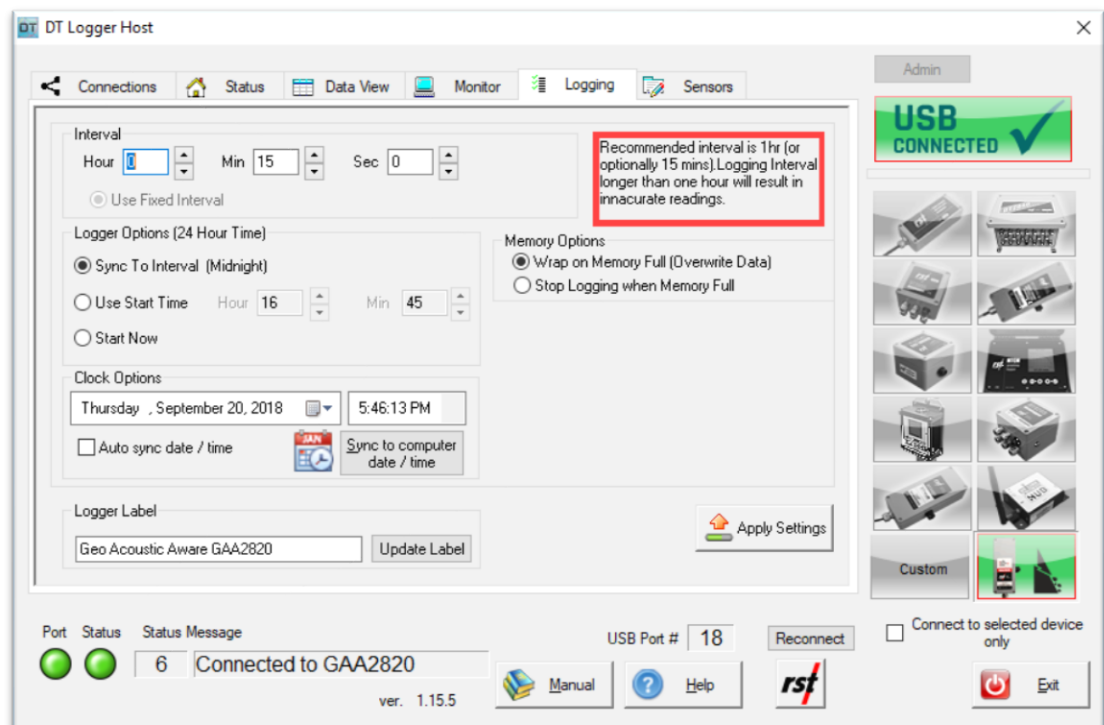 DT DT Logger Host
Connections Status Data View Monitor Logging Sensors
Admin
USB
CONNECTED
Interval
Hour 0 Min 15 Sec 0
Use Fixed Interval
Recommended interval is 1hr (or
optionally 15 mins).Logging Interval
longer than one hour will result in
innacurate readings.
Logger Options (24 Hour Time)
Sync To Interval (Midnight)
Use Start Time Hour 16 Min 45
Start Now
Memory Options
Wrap on Memory Full (Overwrite Data)
Stop Logging when Memory Full
Clock Options
Thursday , September 20, 2018 5:46:13 PM
Auto sync date / time
JAN
Sync to computer
date / time
Logger Label
Geo Acoustic Aware GAA2820 Update Label
Apply Settings
Custom
Port Status Status Message
6 Connected to GAA2820
ver. 1.15.5
USB Port # 18 Reconnect
Connect to selected device
only
Manual Help rst Exit